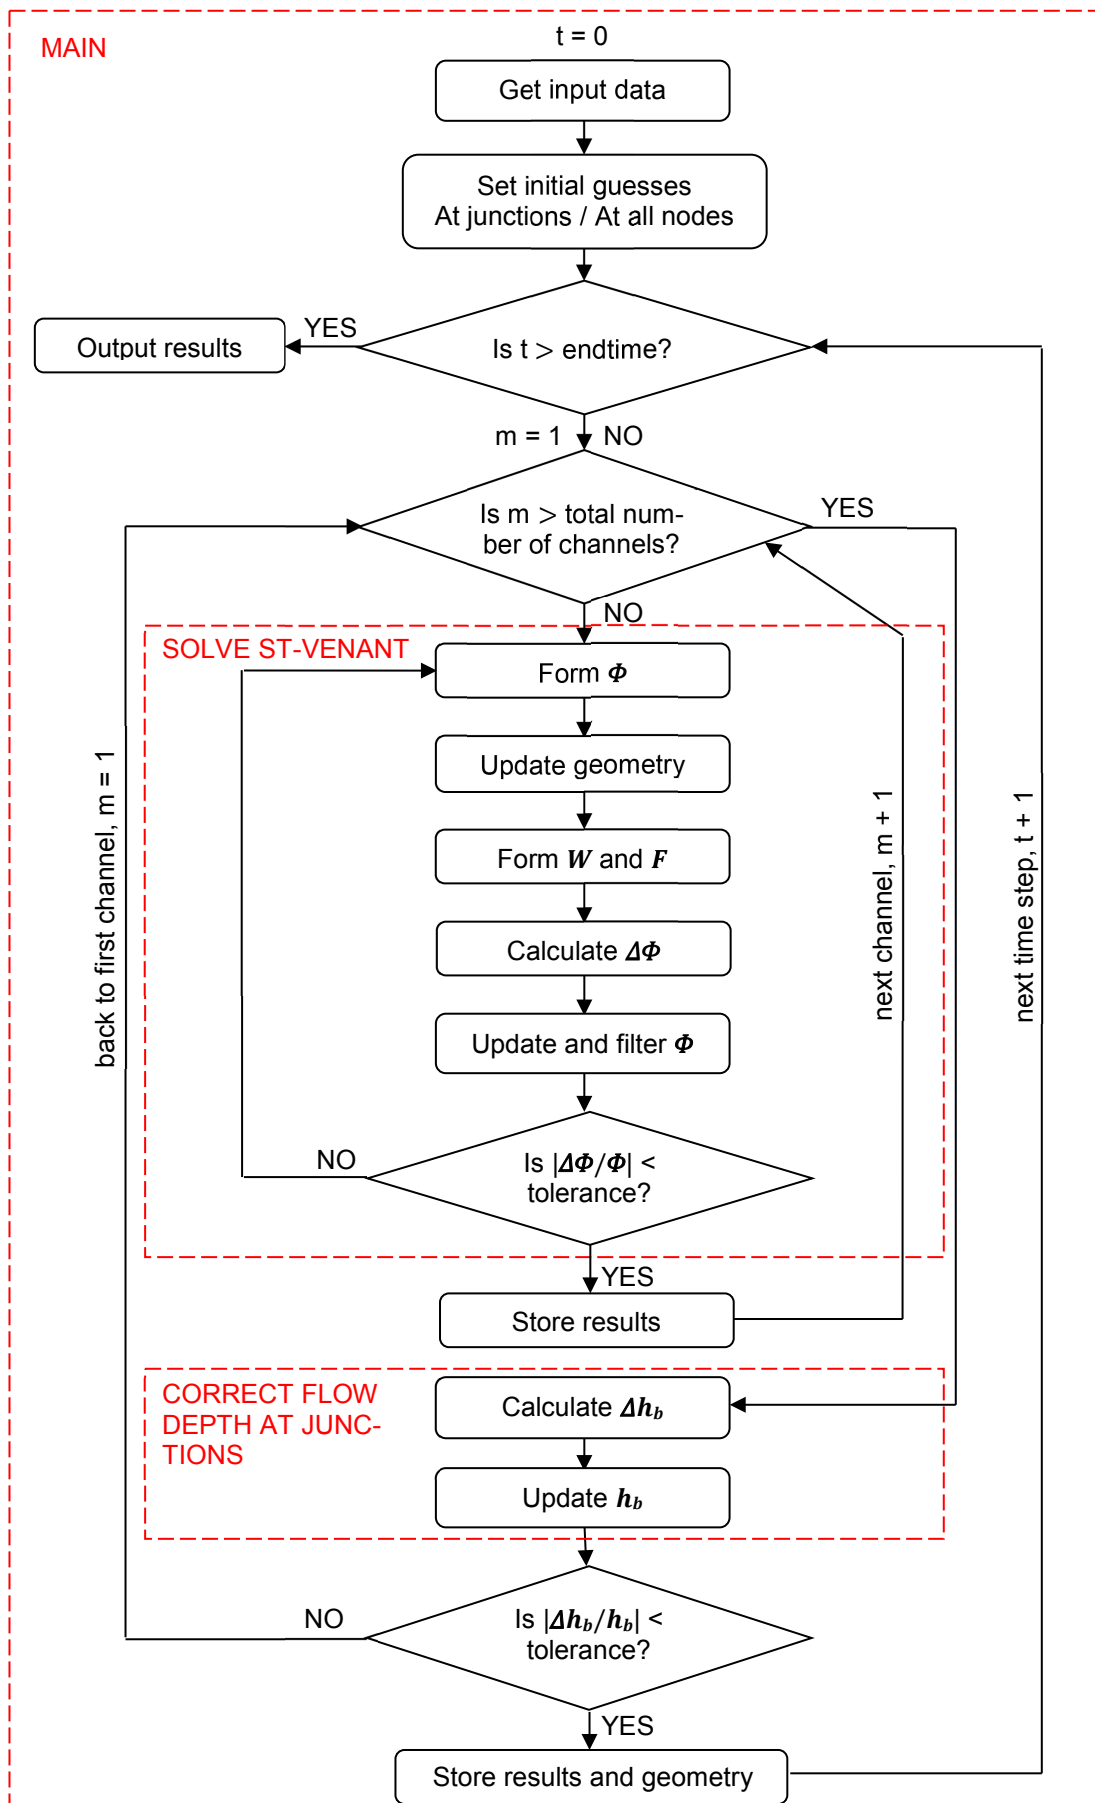 MAIN
t = 0
Get input data
Set initial guesses
At junctions / At all nodes
Is t > endtime?
YES
Output results
m = 1
NO
Is m > total num-
ber of channels?
YES
NO
SOLVE ST-VENANT
Form Φ
Update geometry
Form W and F
Calculate ΔΦ
Update and filter Φ
Is |ΔΦ/Φ| <
tolerance?
NO
YES
Store results
back to first channel, m = 1
next channel, m + 1
next time step, t + 1
CORRECT FLOW
DEPTH AT JUNC-
TIONS
Calculate Δh_b
Update h_b
Is |Δh_b/h_b| <
tolerance?
NO
YES
Store results and geometry